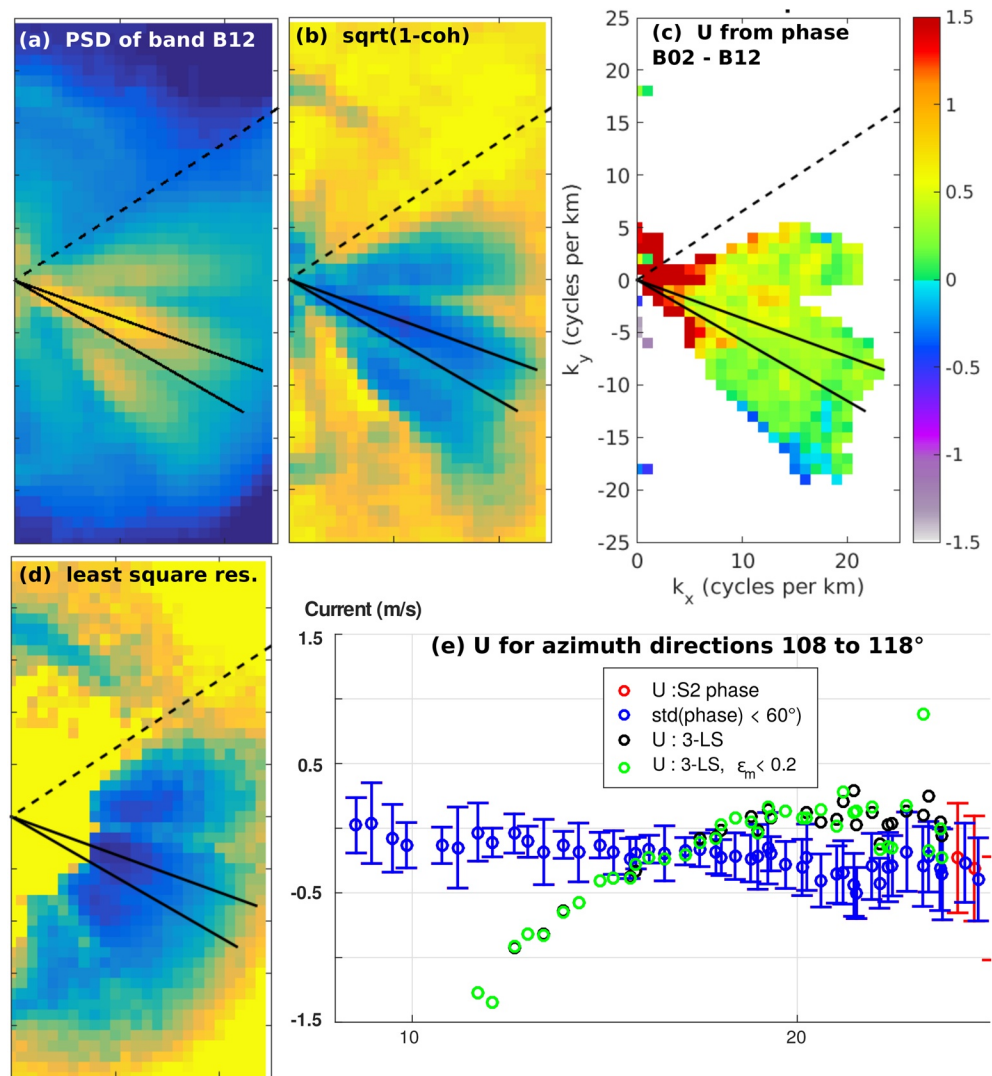 (a) PSD of band B12
(b) sqrt(1-coh)
(c) U from phase
B02 - B12
25
20
15
10
5
0
-5
-10
-15
-20
-25
k_y (cycles per km)
0 10 20
k_x (cycles per km)
1.5
1
0.5
0
-0.5
-1
-1.5
(d) least square res.
Current (m/s)
(e) U for azimuth directions 108 to 118°
U :S2 phase
std(phase) < 60°)
U : 3-LS
U : 3-LS, ε_m < 0.2
1.5
0.5
-0.5
-1.5
10 20